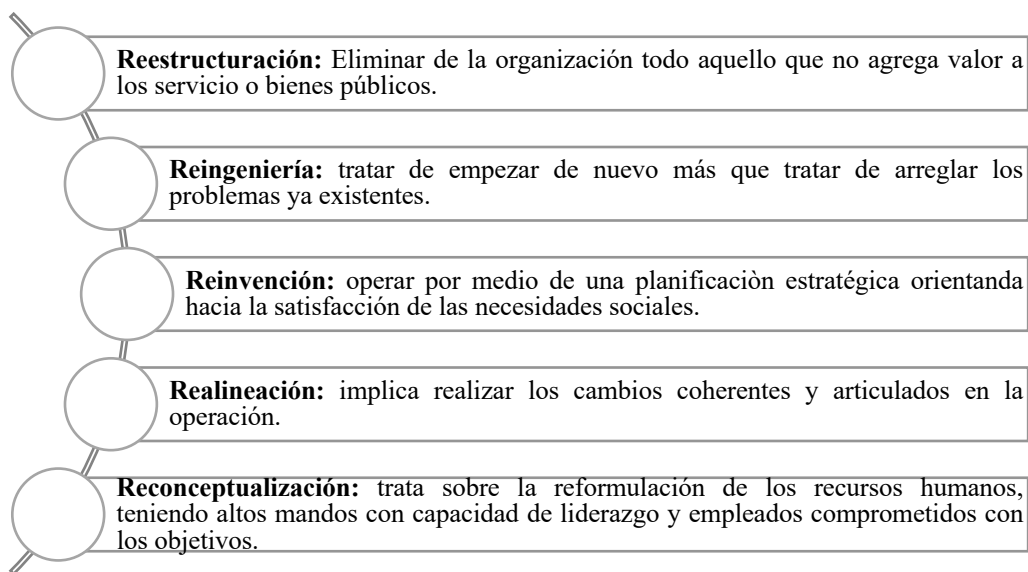 Reestructuración: Eliminar de la organización todo aquello que no agrega valor a
los servicio o bienes públicos.
Reingeniería: tratar de empezar de nuevo más que tratar de arreglar los
problemas ya existentes.
Reinvención: operar por medio de una planificaciòn estratégica orientanda
hacia la satisfacción de las necesidades sociales.
Realineación: implica realizar los cambios coherentes y articulados en la
operación.
Reconceptualización: trata sobre la reformulación de los recursos humanos,
teniendo altos mandos con capacidad de liderazgo y empleados comprometidos con
los objetivos.